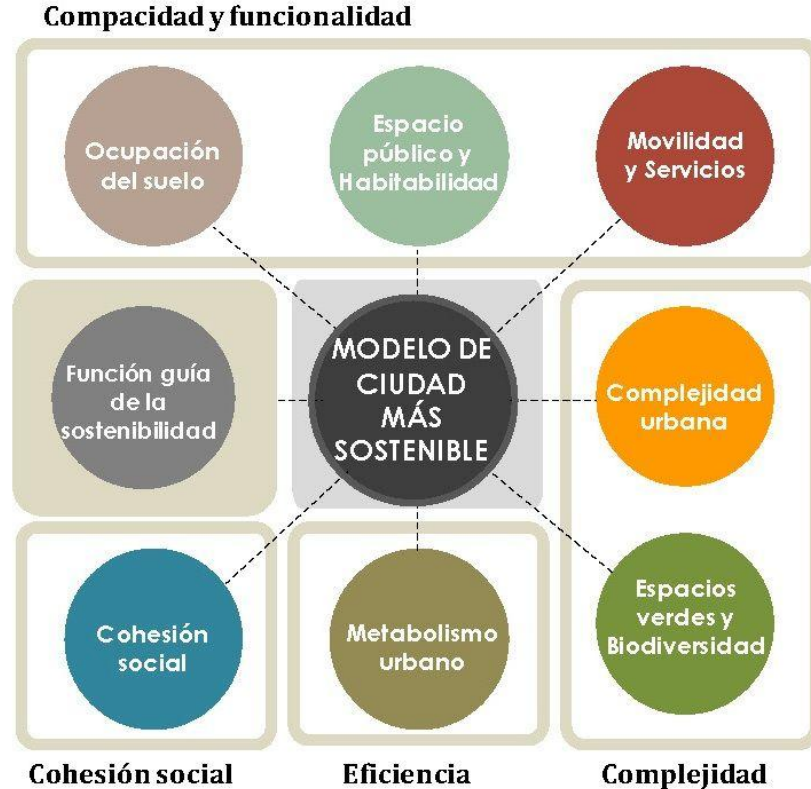 Compacidad y funcionalidad
Ocupación
del suelo
Espacio
público y
Habitabilidad
Movilidad
y Servicios
Función guía
de la
sostenibilidad
MODELO DE
CIUDAD
MÁS
SOSTENIBLE
Complejidad
urbana
Cohesión
social
Metabolismo
urbano
Espacios
verdes y
Biodiversidad
Cohesión social
Eficiencia
Complejidad